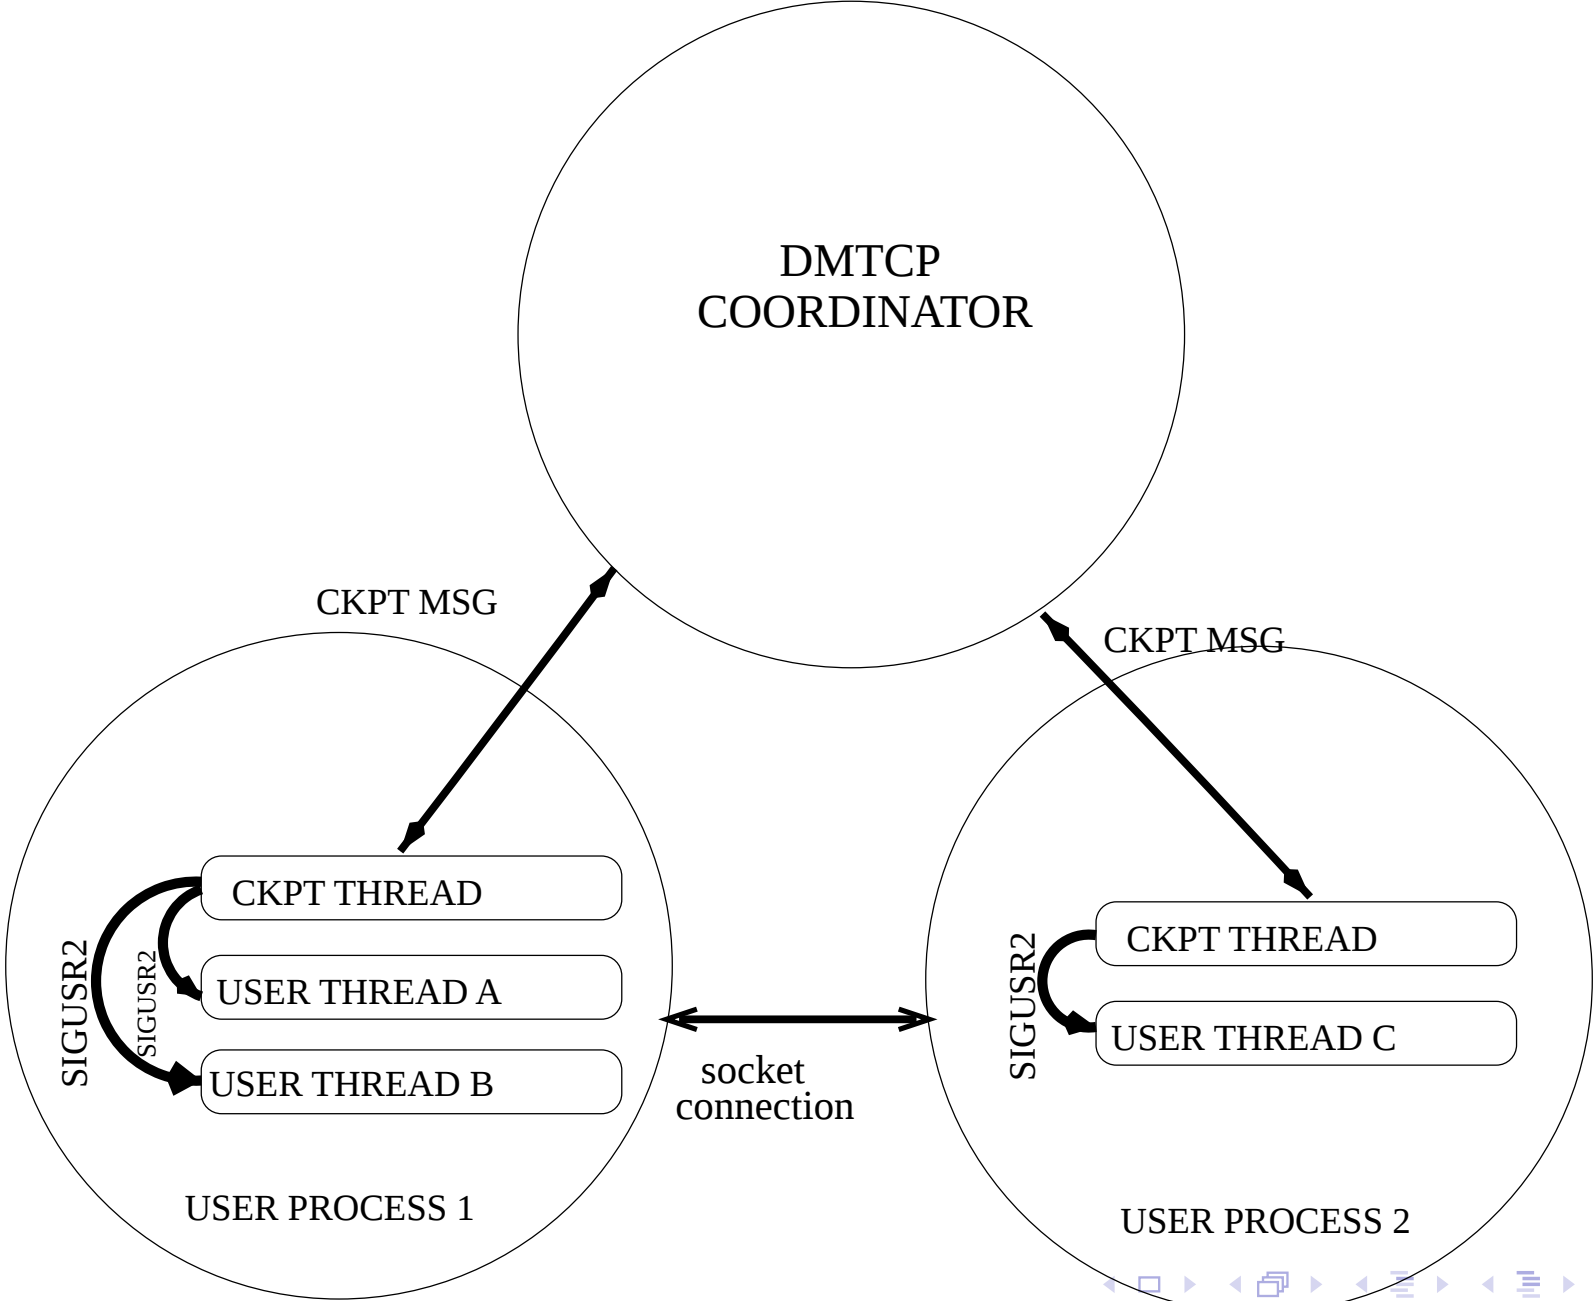 DMTCP
COORDINATOR
CKPT MSG
CKPT MSG
CKPT THREAD
USER THREAD A
USER THREAD B
SIGUSR2
SIGUSR2
USER PROCESS 1
socket
connection
CKPT THREAD
USER THREAD C
SIGUSR2
USER PROCESS 2